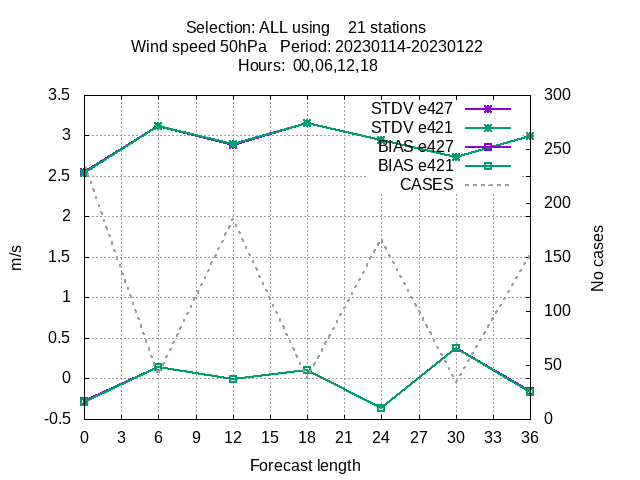 Selection: ALL using 21 stations
Wind speed 50hPa Period: 20230114-20230122
Hours: 00,06,12,18
3.5
3
2.5
2
1.5
1
0.5
0
-0.5
m/s
300
250
200
150
100
50
0
No cases
STDV e427
STDV e421
BIAS e427
BIAS e421
CASES
0 3 6 9 12 15 18 21 24 27 30 33 36
Forecast length